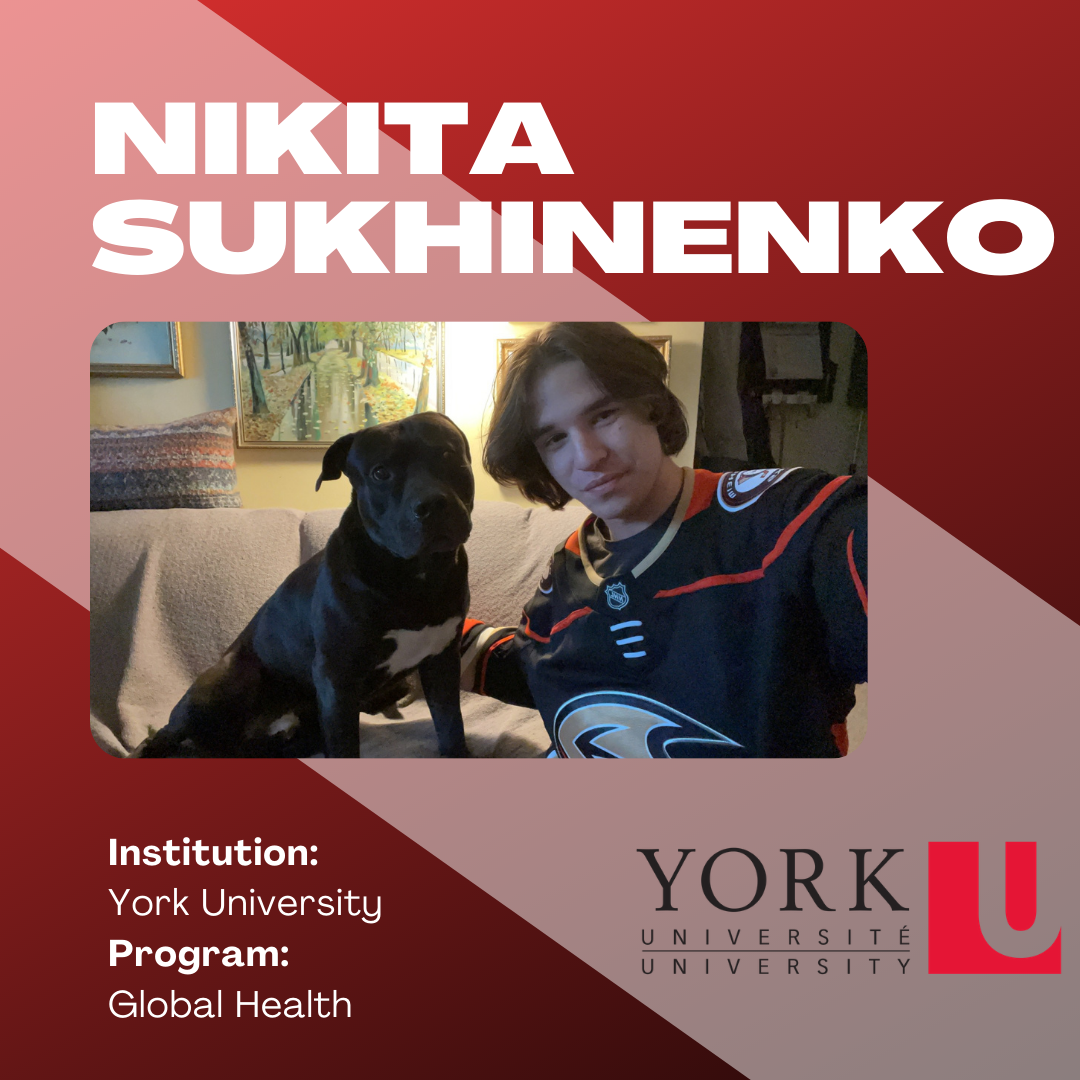 NIKITA
SUKHINENKO
Institution:
York University
Program:
Global Health
YORK
UNIVERSITÉ
UNIVERSITY
U